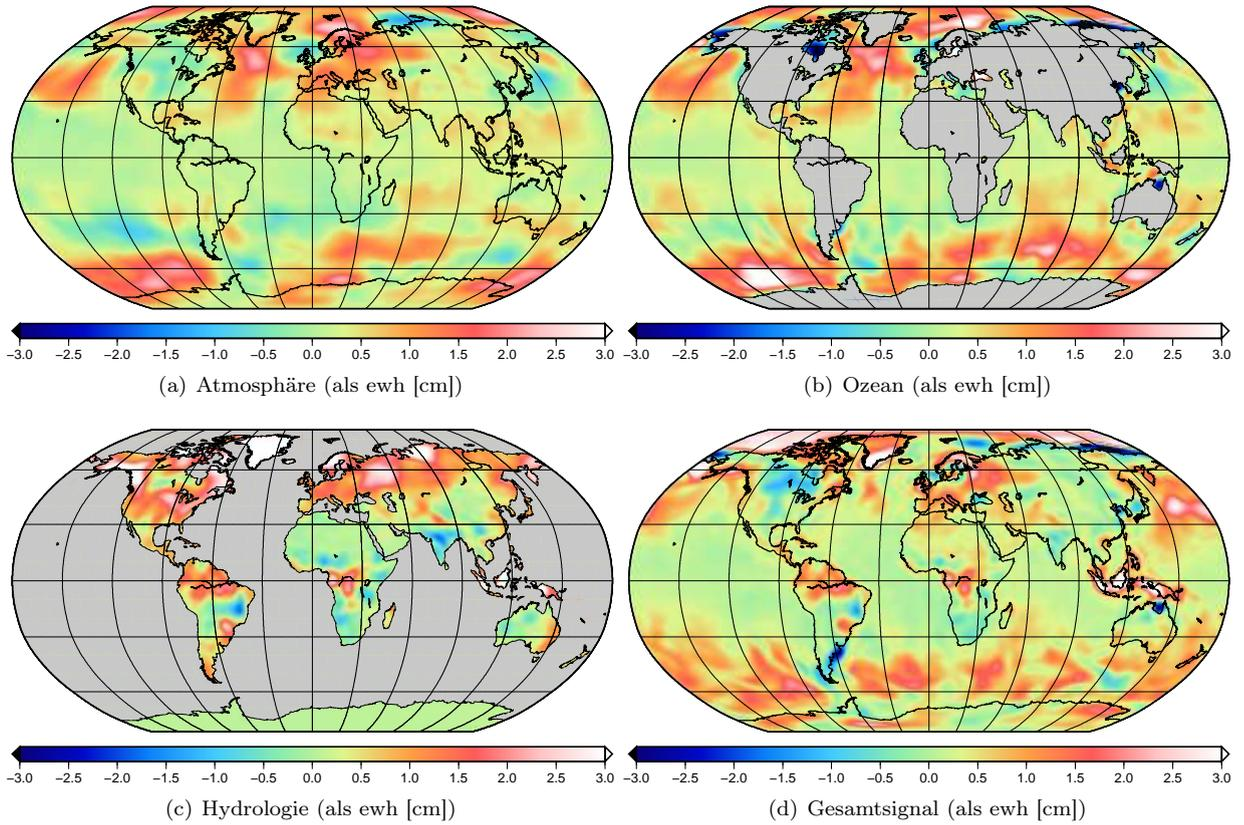 −3.0 −2.5 −2.0 −1.5 −1.0 −0.5 0.0 0.5 1.0 1.5 2.0 2.5 3.0
−3.0 −2.5 −2.0 −1.5 −1.0 −0.5 0.0 0.5 1.0 1.5 2.0 2.5 3.0
(a) Atmosphäre (als ewh [cm])
(b) Ozean (als ewh [cm])
−3.0 −2.5 −2.0 −1.5 −1.0 −0.5 0.0 0.5 1.0 1.5 2.0 2.5 3.0
−3.0 −2.5 −2.0 −1.5 −1.0 −0.5 0.0 0.5 1.0 1.5 2.0 2.5 3.0
(c) Hydrologie (als ewh [cm])
(d) Gesamtsignal (als ewh [cm])